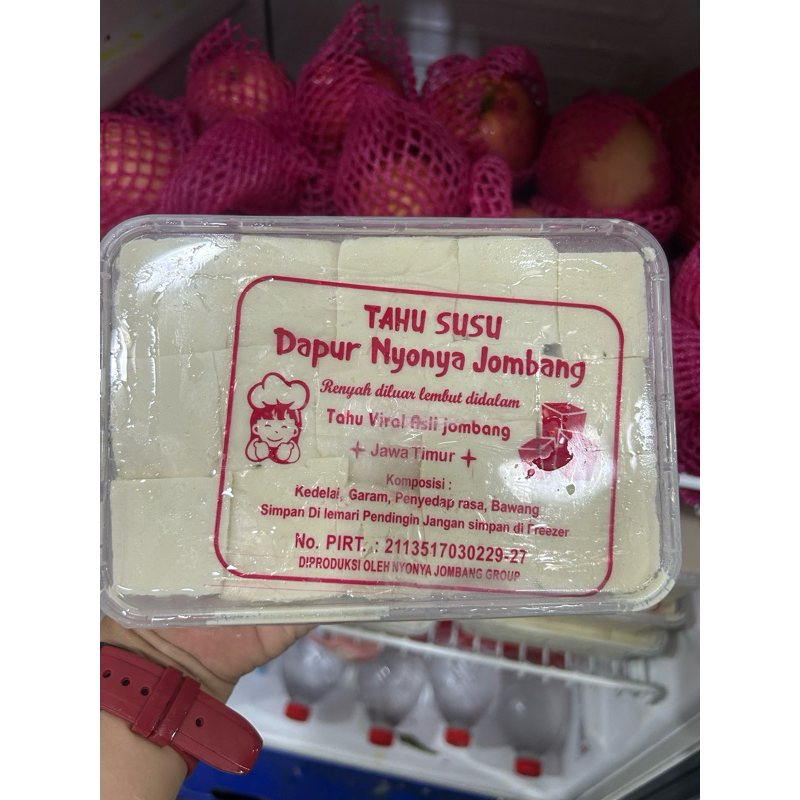 TAHU SUSU
Dapur Nyonya Jombang
Renyah diluar lembut didalam
Tahu Viral Asli jombang
Jawa Timur
Komposisi :
Kedelai, Garam, Penyedap rasa, Bawang
Simpan Di lemari Pendingin Jangan simpan di Freezer
No. PIRT. : 2113517030229-27
DIPRODUKSI OLEH NYONYA JOMBANG GROUP